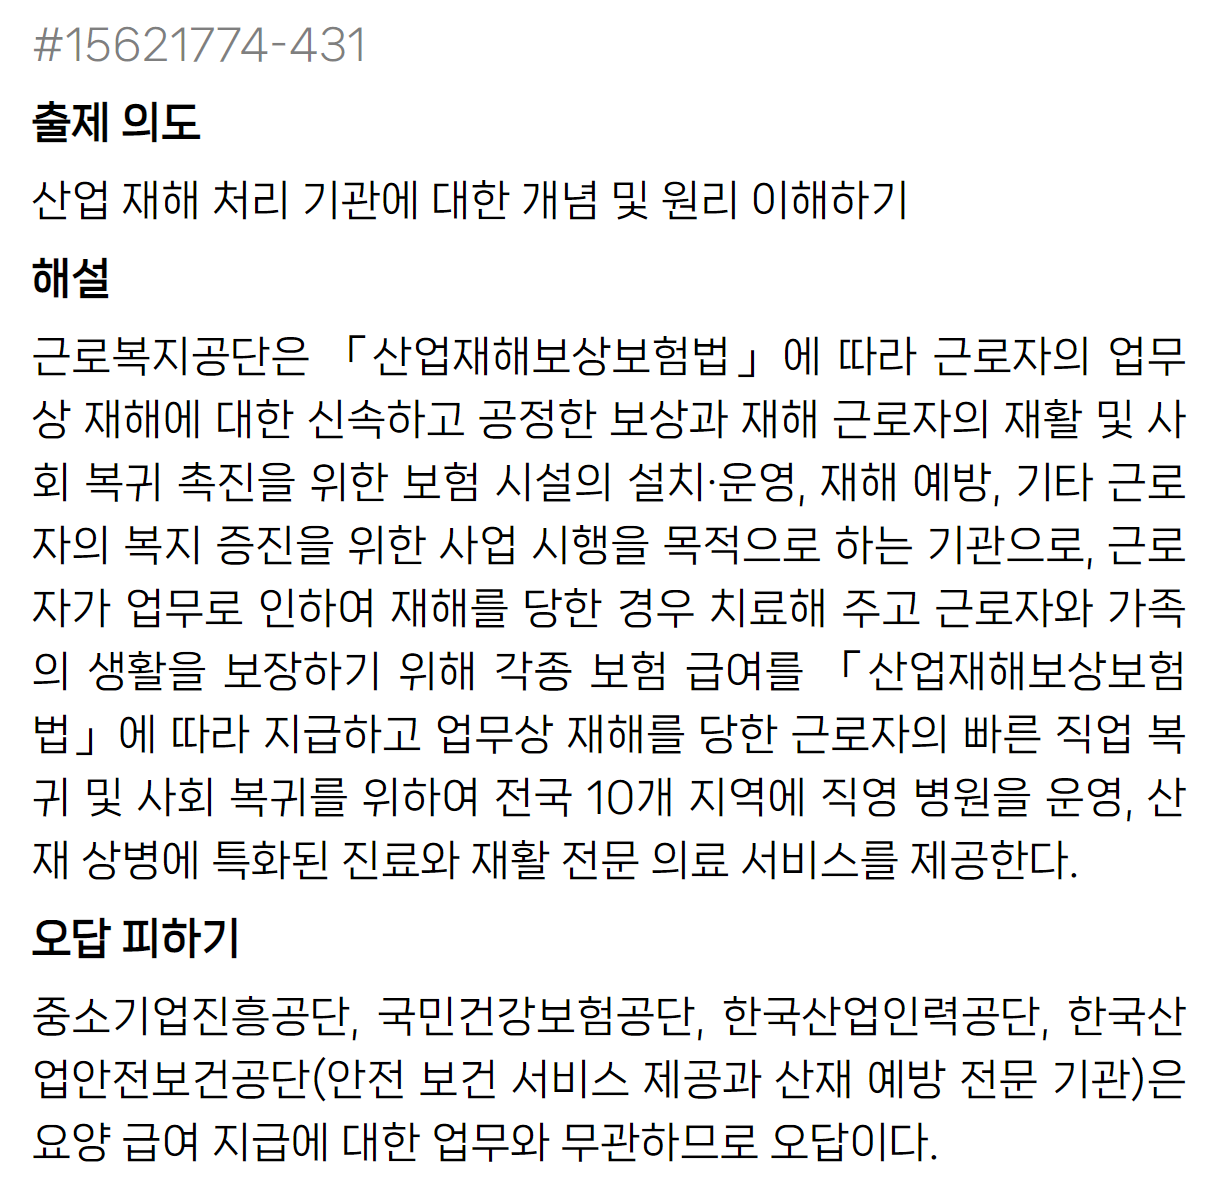 #15621774-431
출제 의도
산업 재해 처리 기관에 대한 개념 및 원리 이해하기
해설
근로복지공단은 「산업재해보상보험법」에 따라 근로자의 업무
상 재해에 대한 신속하고 공정한 보상과 재해 근로자의 재활 및 사
회 복귀 촉진을 위한 보험 시설의 설치·운영, 재해 예방, 기타 근로
자의 복지 증진을 위한 사업 시행을 목적으로 하는 기관으로, 근로
자가 업무로 인하여 재해를 당한 경우 치료해 주고 근로자와 가족
의 생활을 보장하기 위해 각종 보험 급여를 「산업재해보상보험
법」에 따라 지급하고 업무상 재해를 당한 근로자의 빠른 직업 복
귀 및 사회 복귀를 위하여 전국 10개 지역에 직영 병원을 운영, 산
재 상병에 특화된 진료와 재활 전문 의료 서비스를 제공한다.
오답 피하기
중소기업진흥공단, 국민건강보험공단, 한국산업인력공단, 한국산
업안전보건공단(안전 보건 서비스 제공과 산재 예방 전문 기관)은
요양 급여 지급에 대한 업무와 무관하므로 오답이다.